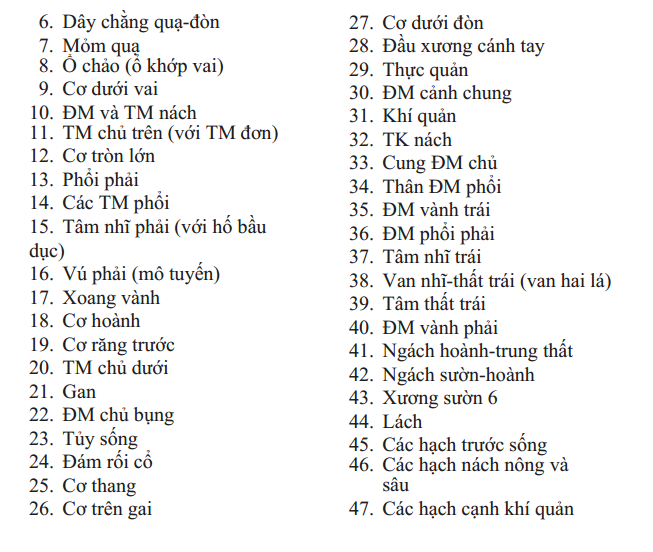 6. Dây chằng quạ-đòn
7. Mỏm quạ
8. Ổ chảo (ổ khớp vai)
9. Cơ dưới vai
10. ĐM và TM nách
11. TM chủ trên (với TM đơn)
12. Cơ tròn lớn
13. Phổi phải
14. Các TM phổi
15. Tâm nhĩ phải (với hố bầu
dục)
16. Vú phải (mô tuyến)
17. Xoang vành
18. Cơ hoành
19. Cơ răng trước
20. TM chủ dưới
21. Gan
22. ĐM chủ bụng
23. Tủy sống
24. Đám rối cổ
25. Cơ thang
26. Cơ trên gai
27. Cơ dưới đòn
28. Đầu xương cánh tay
29. Thực quản
30. ĐM cảnh chung
31. Khí quản
32. TK nách
33. Cung ĐM chủ
34. Thân ĐM phổi
35. ĐM vành trái
36. ĐM phổi phải
37. Tâm nhĩ trái
38. Van nhĩ-thất trái (van hai lá)
39. Tâm thất trái
40. ĐM vành phải
41. Ngách hoành-trung thất
42. Ngách sườn-hoành
43. Xương sườn 6
44. Lách
45. Các hạch trước sống
46. Các hạch nách nông và
sâu
47. Các hạch cạnh khí quản